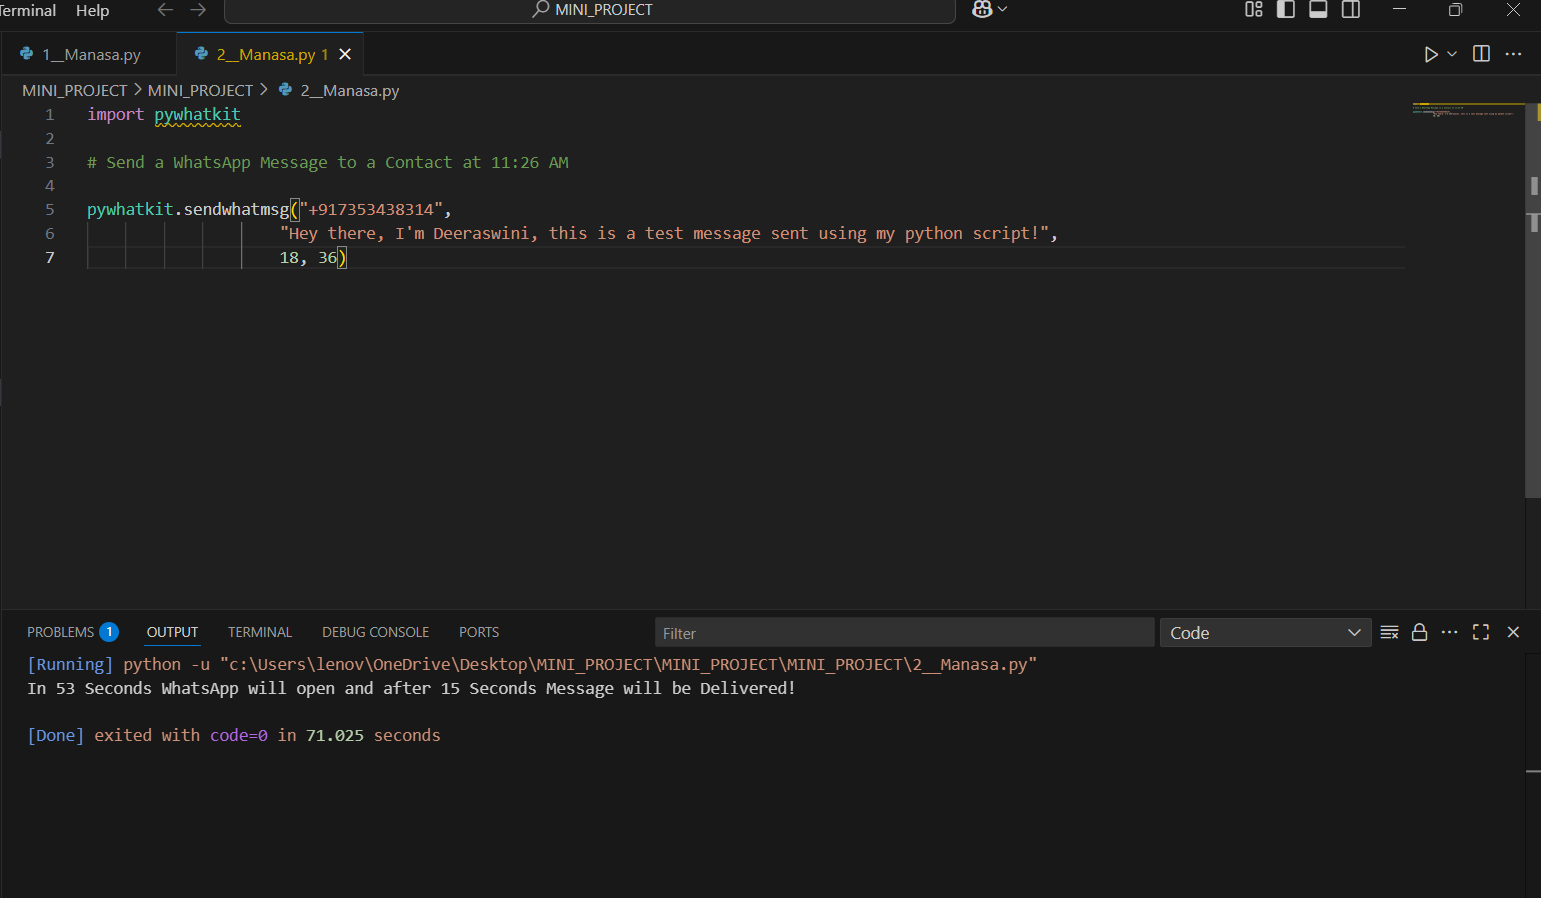 Terminal Help MINI_PROJECT
1__Manasa.py 2__Manasa.py 1
MINI_PROJECT > MINI_PROJECT > 2__Manasa.py
1 import pywhatkit
2
3 # Send a WhatsApp Message to a Contact at 11:26 AM
4
5 pywhatkit.sendwhatmsg("+917353438314",
6 "Hey there, I'm Deeraswini, this is a test message sent using my python script!",
7 18, 36)
PROBLEMS 1 OUTPUT TERMINAL DEBUG CONSOLE PORTS Filter Code
[Running] python -u "c:\Users\lenov\OneDrive\Desktop\MINI_PROJECT\MINI_PROJECT\MINI_PROJECT\2__Manasa.py"
In 53 Seconds WhatsApp will open and after 15 Seconds Message will be Delivered!
[Done] exited with code=0 in 71.025 seconds